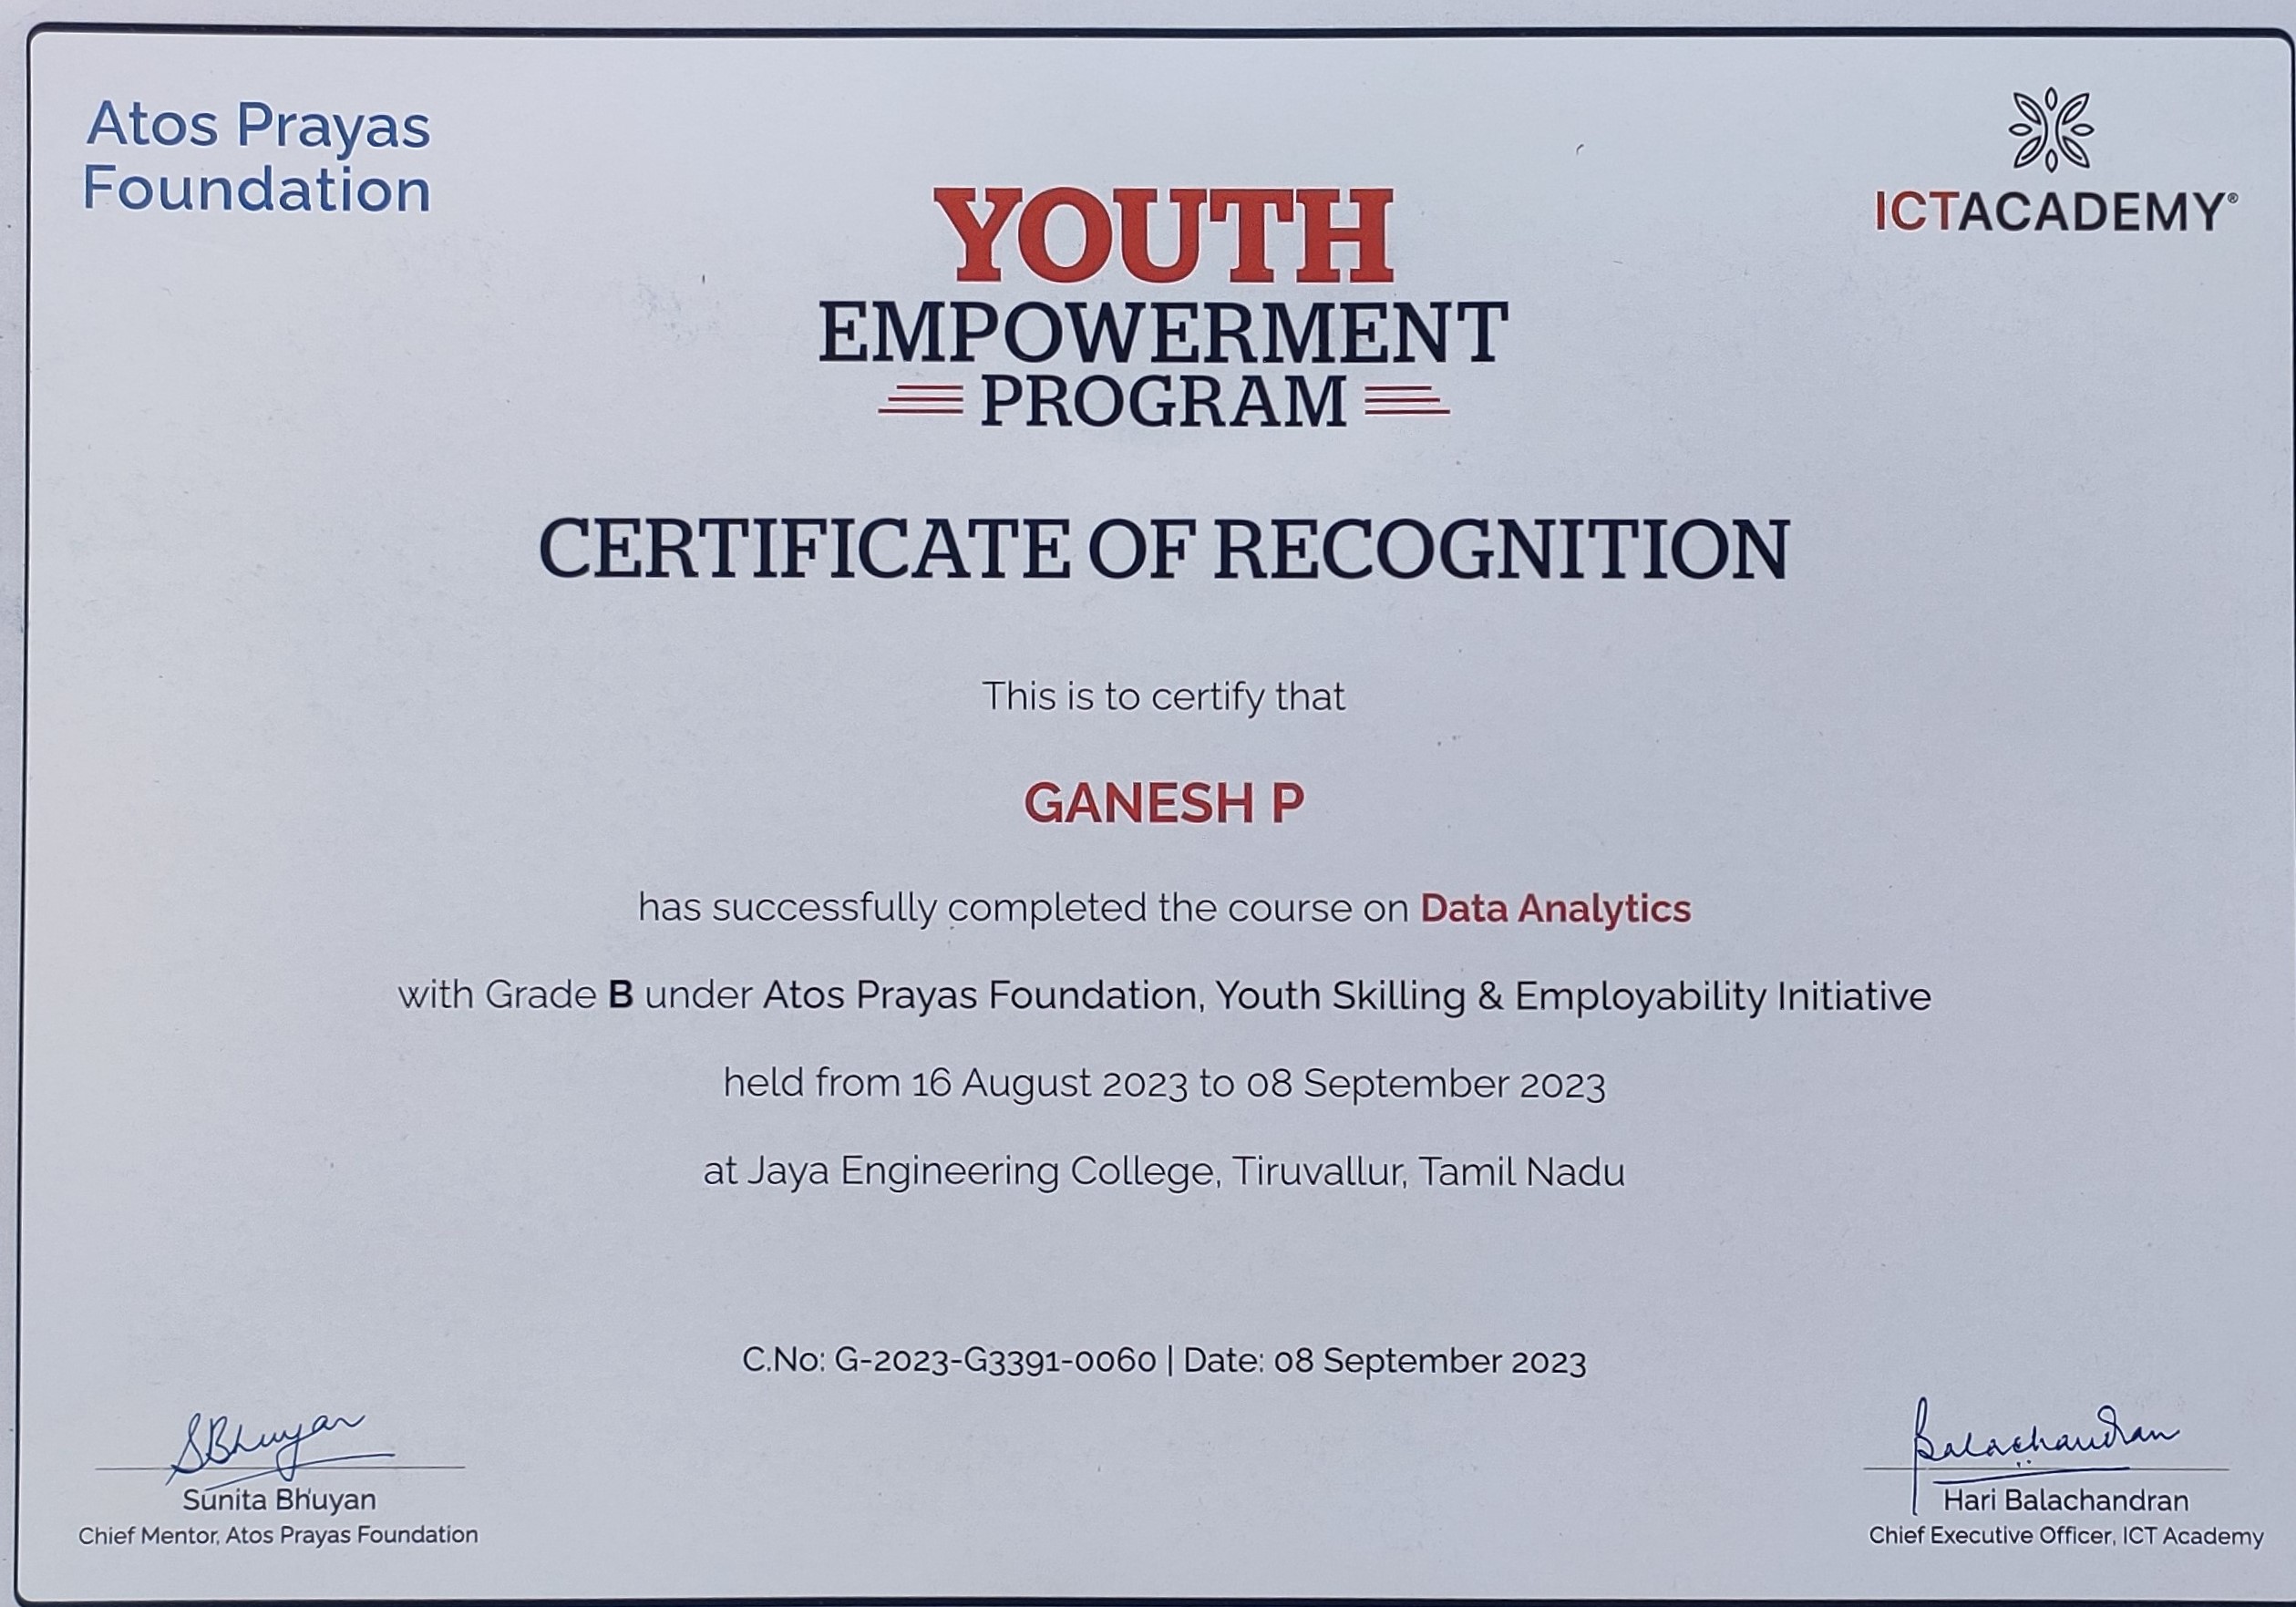 Atos Prayas
Foundation
ICTACADEMY®
YOUTH
EMPOWERMENT
PROGRAM
CERTIFICATE OF RECOGNITION
This is to certify that
GANESH P
has successfully completed the course on Data Analytics
with Grade B under Atos Prayas Foundation, Youth Skilling & Employability Initiative
held from 16 August 2023 to 08 September 2023
at Jaya Engineering College, Tiruvallur, Tamil Nadu
C.No: G-2023-G3391-0060 | Date: 08 September 2023
SBhuyan
Sunita Bhuyan
Chief Mentor, Atos Prayas Foundation
Balachandran
Hari Balachandran
Chief Executive Officer, ICT Academy